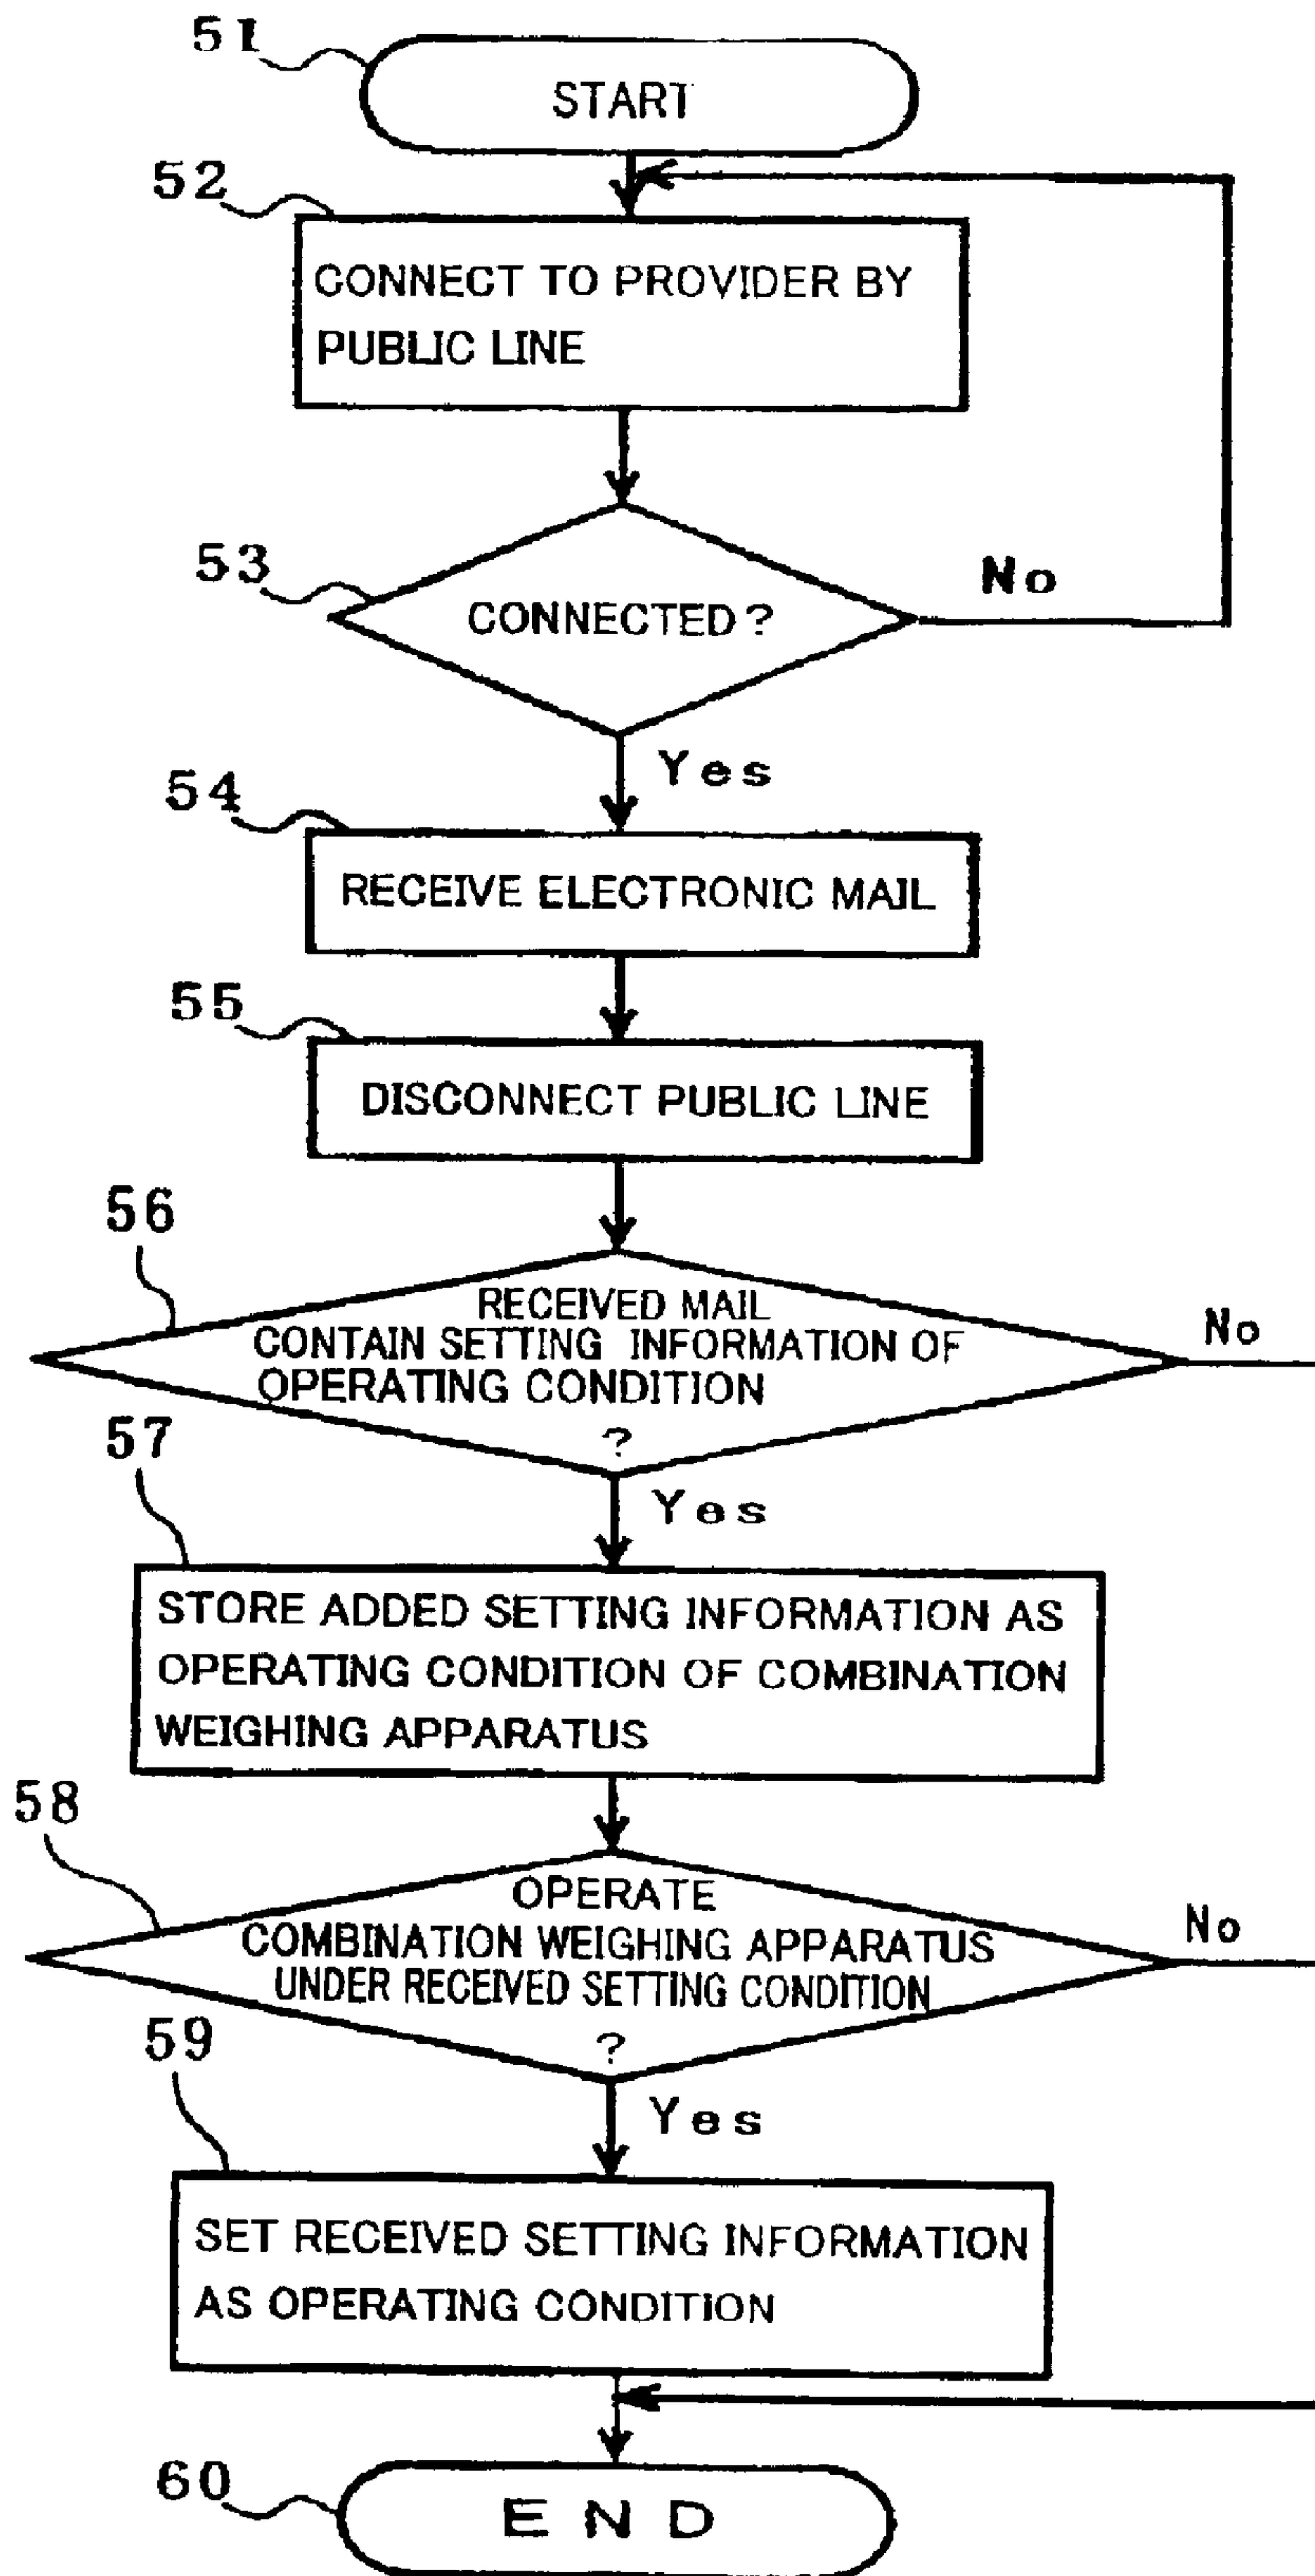 51
START
52
CONNECT TO PROVIDER BY
PUBLIC LINE
53
CONNECTED?
No
Yes
54
RECEIVE ELECTRONIC MAIL
55
DISCONNECT PUBLIC LINE
56
RECEIVED MAIL
CONTAIN SETTING INFORMATION OF
OPERATING CONDITION
?
No
Yes
57
STORE ADDED SETTING INFORMATION AS
OPERATING CONDITION OF COMBINATION
WEIGHING APPARATUS
58
OPERATE
COMBINATION WEIGHING APPARATUS
UNDER RECEIVED SETTING CONDITION
?
No
Yes
59
SET RECEIVED SETTING INFORMATION
AS OPERATING CONDITION
60
END